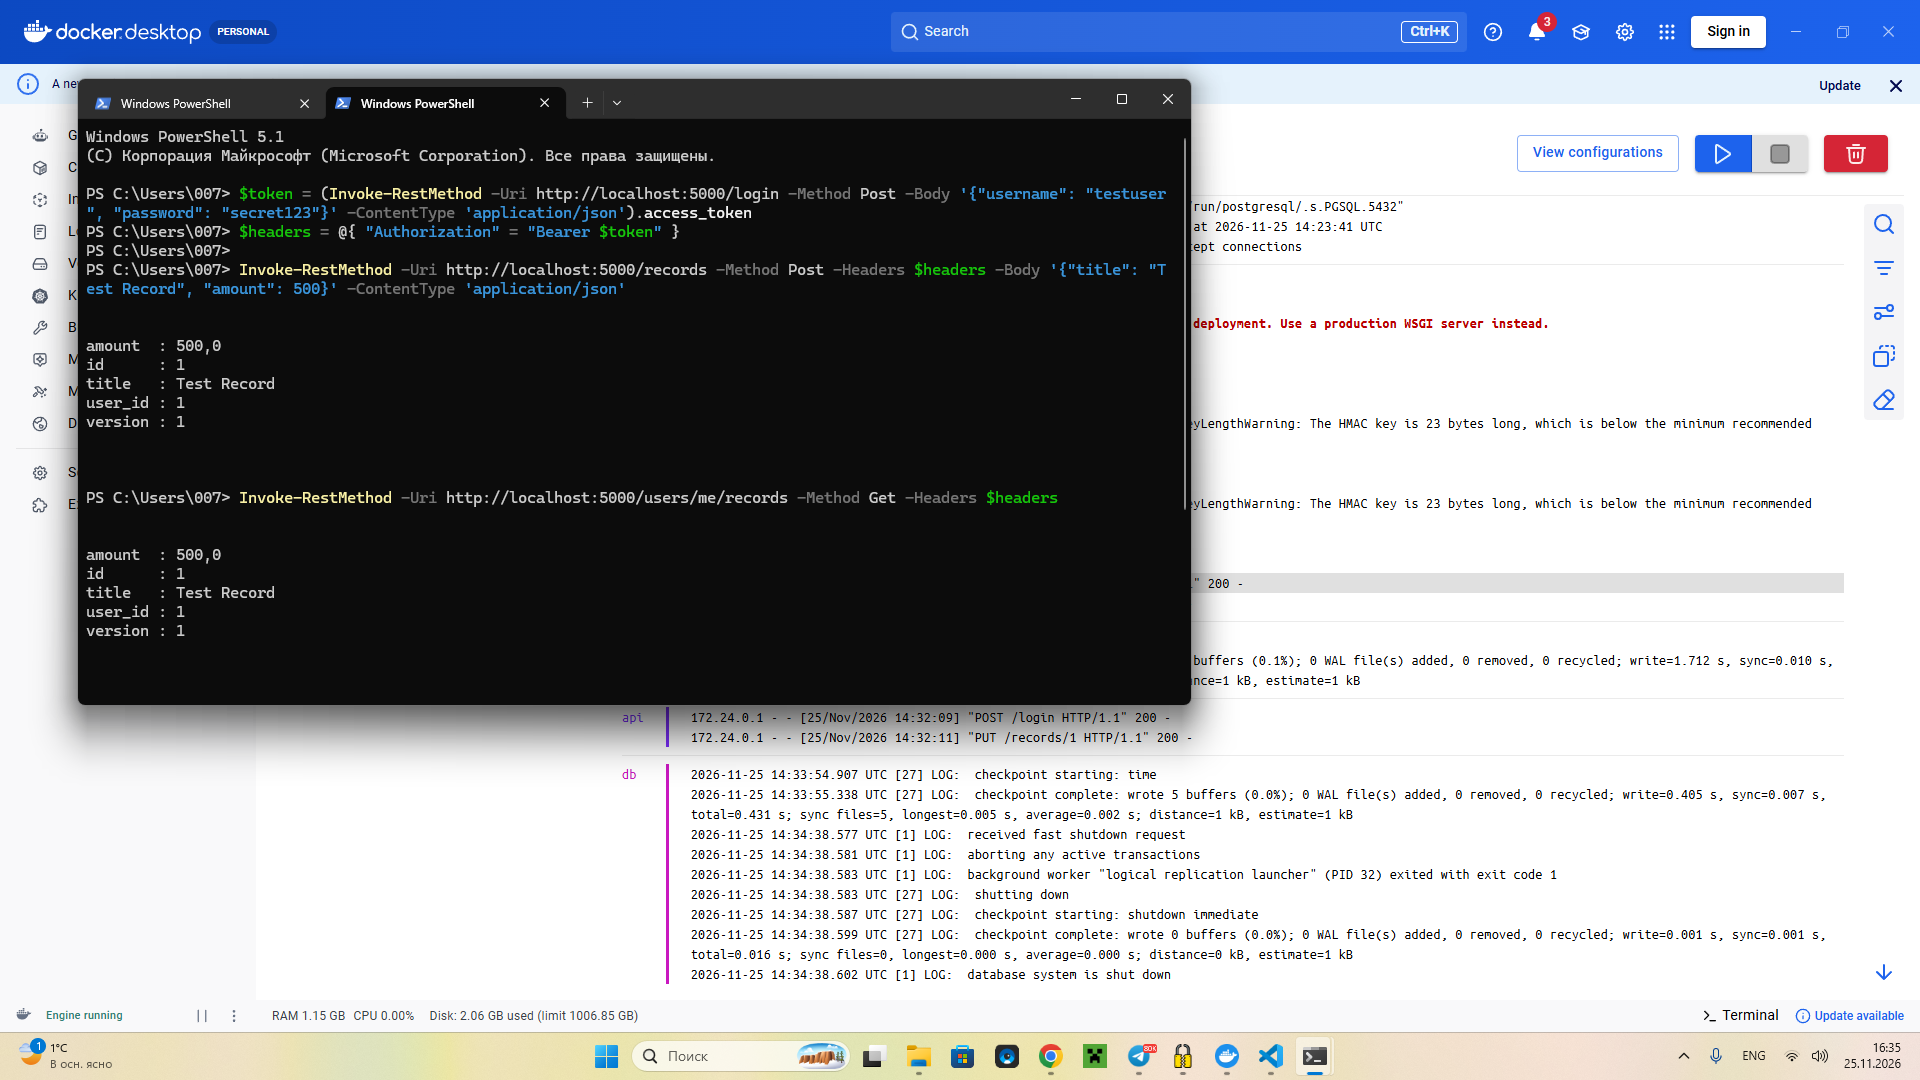 docker.desktop PERSONAL
Search Ctrl+K
3
Sign in
A ne
Update
Windows PowerShell
Windows PowerShell
Windows PowerShell 5.1
(C) Корпорация Майкрософт (Microsoft Corporation). Все права защищены.
PS C:\Users\007> $token = (Invoke-RestMethod -Uri http://localhost:5000/login -Method Post -Body '{"username": "testuser
", "password": "secret123"}' -ContentType 'application/json').access_token
PS C:\Users\007> $headers = @{ "Authorization" = "Bearer $token" }
PS C:\Users\007>
PS C:\Users\007> Invoke-RestMethod -Uri http://localhost:5000/records -Method Post -Headers $headers -Body '{"title": "T
est Record", "amount": 500}' -ContentType 'application/json'
amount  : 500,0
id      : 1
title   : Test Record
user_id : 1
version : 1
PS C:\Users\007> Invoke-RestMethod -Uri http://localhost:5000/users/me/records -Method Get -Headers $headers
amount  : 500,0
id      : 1
title   : Test Record
user_id : 1
version : 1
View configurations
/run/postgresql/.s.PGSQL.5432"
at 2026-11-25 14:23:41 UTC
ept connections
deployment. Use a production WSGI server instead.
eyLengthWarning: The HMAC key is 23 bytes long, which is below the minimum recommended
eyLengthWarning: The HMAC key is 23 bytes long, which is below the minimum recommended
" 200 -
buffers (0.1%); 0 WAL file(s) added, 0 removed, 0 recycled; write=1.712 s, sync=0.010 s,
nce=1 kB, estimate=1 kB
api
172.24.0.1 - - [25/Nov/2026 14:32:09] "POST /login HTTP/1.1" 200 -
172.24.0.1 - - [25/Nov/2026 14:32:11] "PUT /records/1 HTTP/1.1" 200 -
db
2026-11-25 14:33:54.907 UTC [27] LOG:  checkpoint starting: time
2026-11-25 14:33:55.338 UTC [27] LOG:  checkpoint complete: wrote 5 buffers (0.0%); 0 WAL file(s) added, 0 removed, 0 recycled; write=0.405 s, sync=0.007 s,
total=0.431 s; sync files=5, longest=0.005 s, average=0.002 s; distance=1 kB, estimate=1 kB
2026-11-25 14:34:38.577 UTC [1] LOG:  received fast shutdown request
2026-11-25 14:34:38.581 UTC [1] LOG:  aborting any active transactions
2026-11-25 14:34:38.583 UTC [1] LOG:  background worker "logical replication launcher" (PID 32) exited with exit code 1
2026-11-25 14:34:38.583 UTC [27] LOG:  shutting down
2026-11-25 14:34:38.587 UTC [27] LOG:  checkpoint starting: shutdown immediate
2026-11-25 14:34:38.599 UTC [27] LOG:  checkpoint complete: wrote 0 buffers (0.0%); 0 WAL file(s) added, 0 removed, 0 recycled; write=0.001 s, sync=0.001 s,
total=0.016 s; sync files=0, longest=0.000 s, average=0.000 s; distance=0 kB, estimate=1 kB
2026-11-25 14:34:38.602 UTC [1] LOG:  database system is shut down
Engine running
RAM 1.15 GB CPU 0.00% Disk: 2.06 GB used (limit 1006.85 GB)
Terminal
Update available
1
1°C
В осн. ясно
Поиск
ENG
16:35
25.11.2026